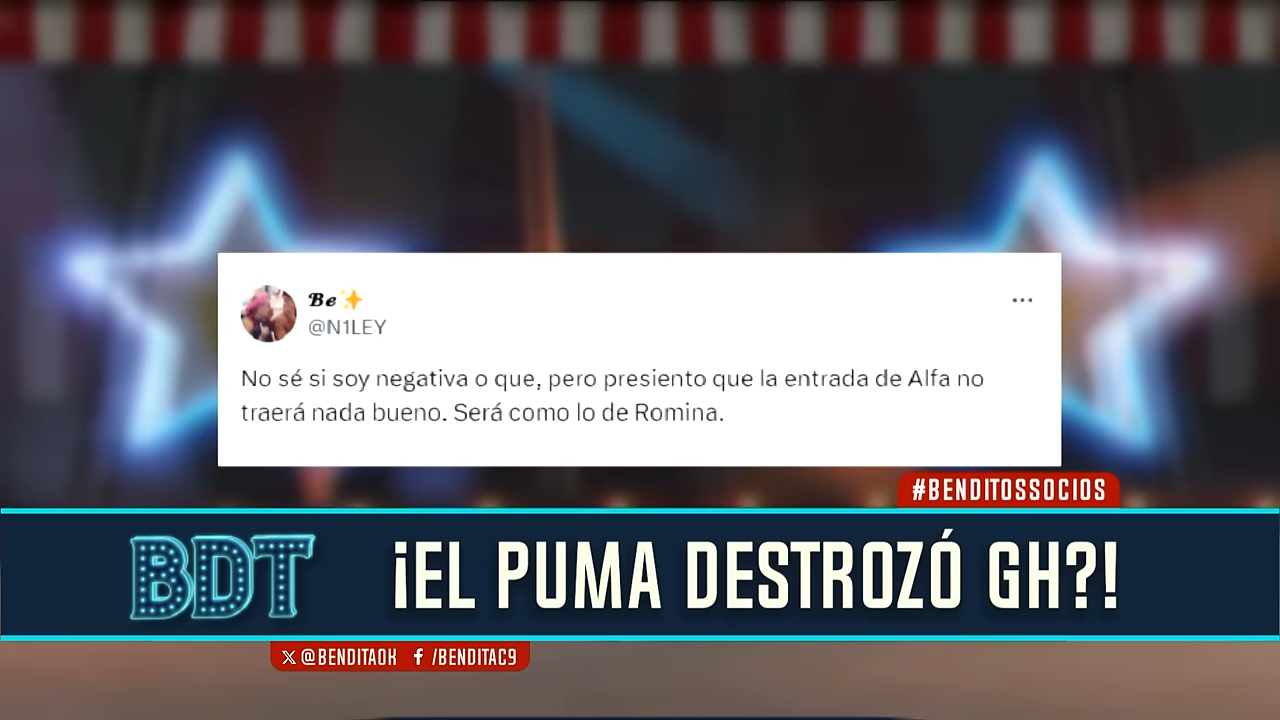 𝓑𝓮✨
@N1LEY
No sé si soy negativa o que, pero presiento que la entrada de Alfa no
traerá nada bueno. Será como lo de Romina.
#BENDITOSSOCIOS
BDT
¡EL PUMA DESTROZÓ GH?!
X @BENDITAOK f /BENDITAC9